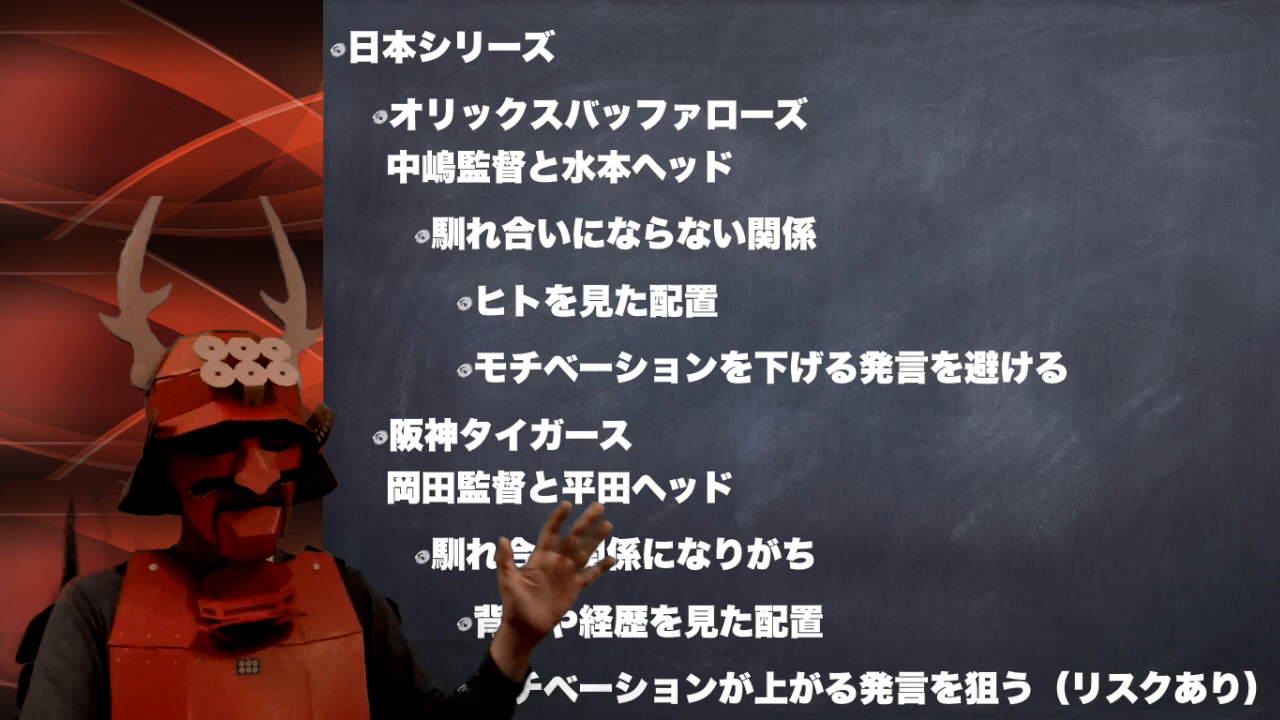 日本シリーズ
オリックスバッファローズ
中嶋監督と水本ヘッド
馴れ合いにならない関係
ヒトを見た配置
モチベーションを下げる発言を避ける
阪神タイガース
岡田監督と平田ヘッド
馴れ合関係になりがち
背や経歴を見た配置
チベーションが上がる発言を狙う（リスクあり）